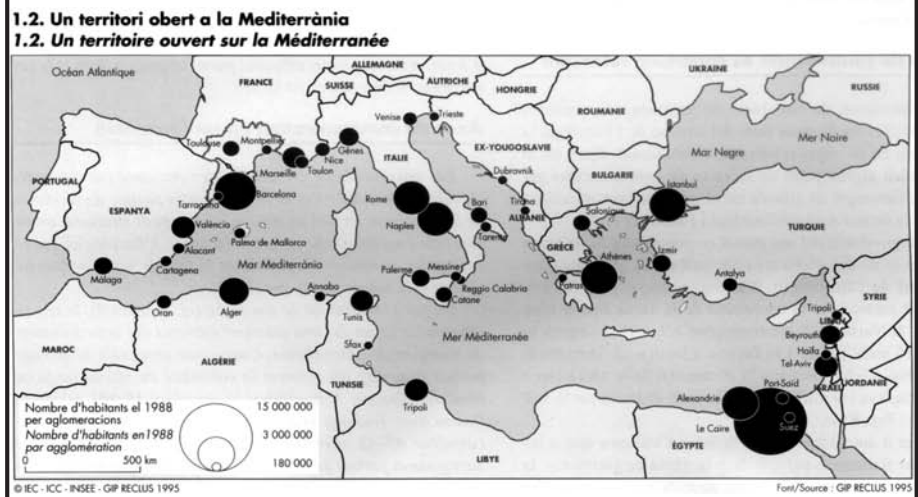 1.2. Un territori obert a la Mediterrània
1.2. Un territoire ouvert sur la Méditerranée
Océan Atlantique
FRANCE
SUISSE
ALLEMAGNE
AUTRICHE
HONGRIE
UKRAINE
RUSSIE
ROUMANIE
Mer Noire
Mar Negre
Venise
Trieste
Toulouse
Montpellier
Gênes
Nice
Marseille
Toulon
ITALIE
EX-YOUGOSLAVIE
Dubrovnik
BULGARIE
PORTUGAL
ESPANYA
Barcelona
Tarragona
Rome
Naples
Bari
Tarente
Tirana
ALBANIE
Salonique
Istanbul
TURQUIE
València
Palma de Mallorca
Alacant
Cartagena
Màlaga
Mar Mediterrània
GRÈCE
Athènes
Patras
Izmir
Antalya
SYRIE
Palerme
Messine
Reggio Calabria
Catane
Oran
Alger
Annaba
Tunis
Sfax
Mer Méditerranée
Tripoli
LIBAN
Beyrouth
Haifa
Tel-Aviv
ISRAËL
JORDANIE
MAROC
ALGÉRIE
TUNISIE
Tripoli
LIBYE
Alexandrie
Port-Saïd
Le Caire
Suez
ÉGYPTE
Nombre d'habitants el 1988
per aglomeracions
Nombre d'habitants en 1988
par agglomération
15 000 000
3 000 000
180 000
0 500 km
© IEC - ICC - INSEE - GIP RECLUS 1995
Font/Source : GIP RECLUS 1995